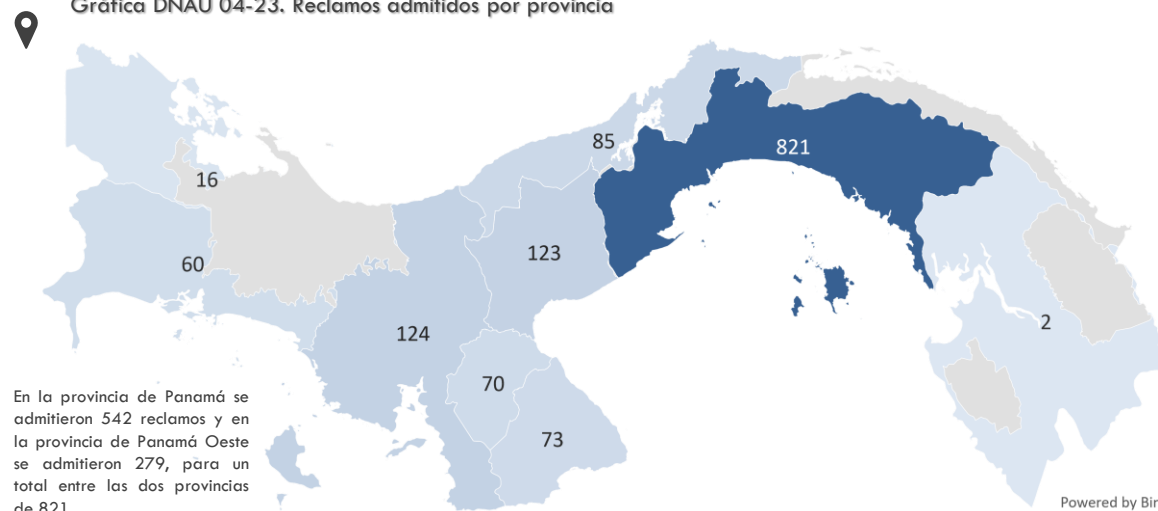 Gráfica DNAU 04-23. Reclamos admitidos por provincia
85
821
16
123
60
2
124
70
73
En la provincia de Panamá se
admitieron 542 reclamos y en
la provincia de Panamá Oeste
se admitieron 279, para un
total entre las dos provincias
de 821
Powered by Bin